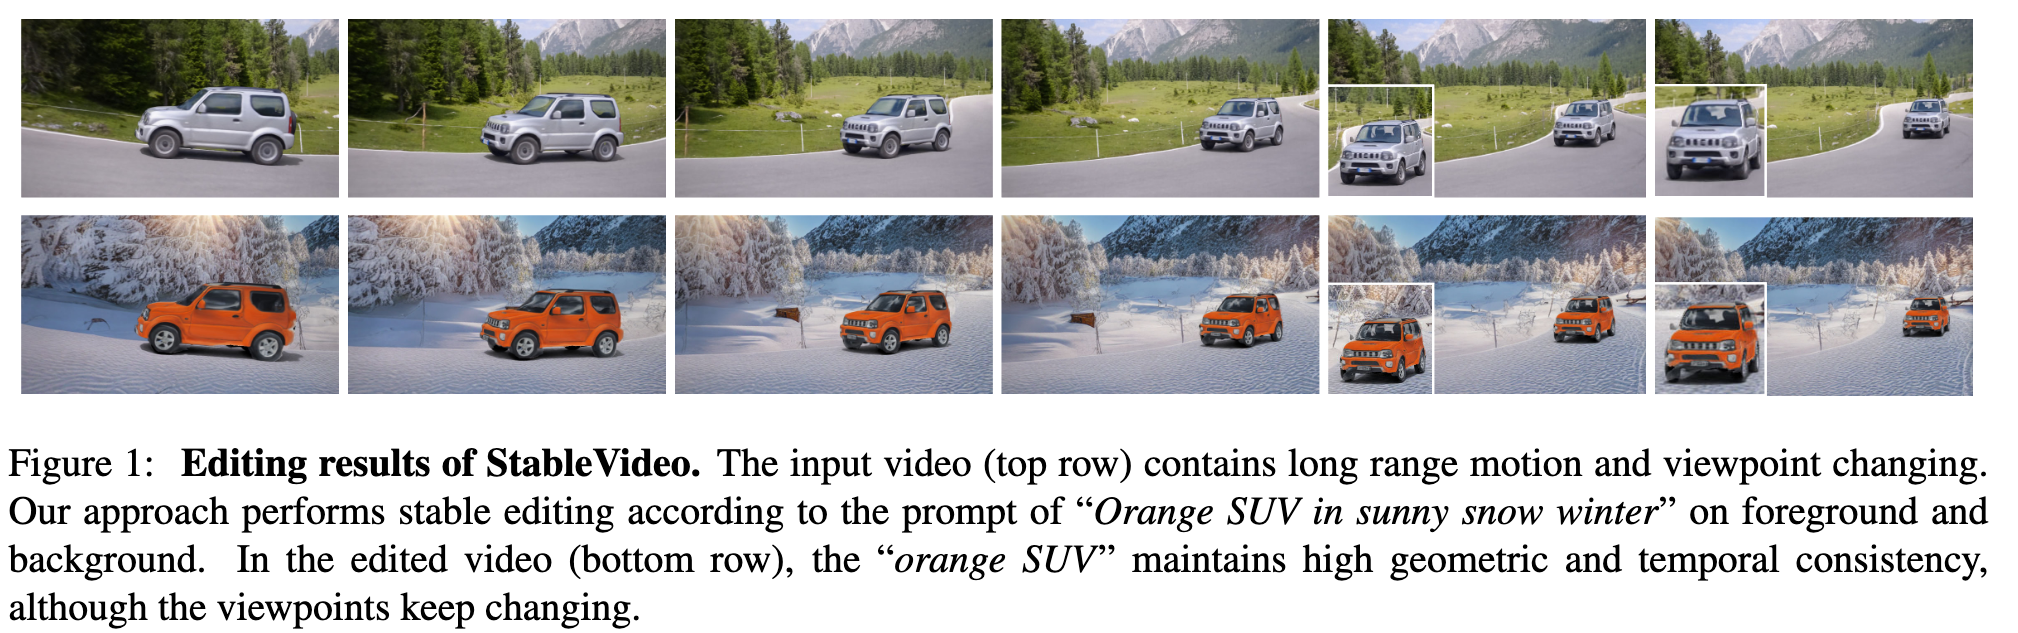 Figure 1: Editing results of StableVideo. The input video (top row) contains long range motion and viewpoint changing.
Our approach performs stable editing according to the prompt of “Orange SUV in sunny snow winter” on foreground and
background. In the edited video (bottom row), the “orange SUV” maintains high geometric and temporal consistency,
although the viewpoints keep changing.